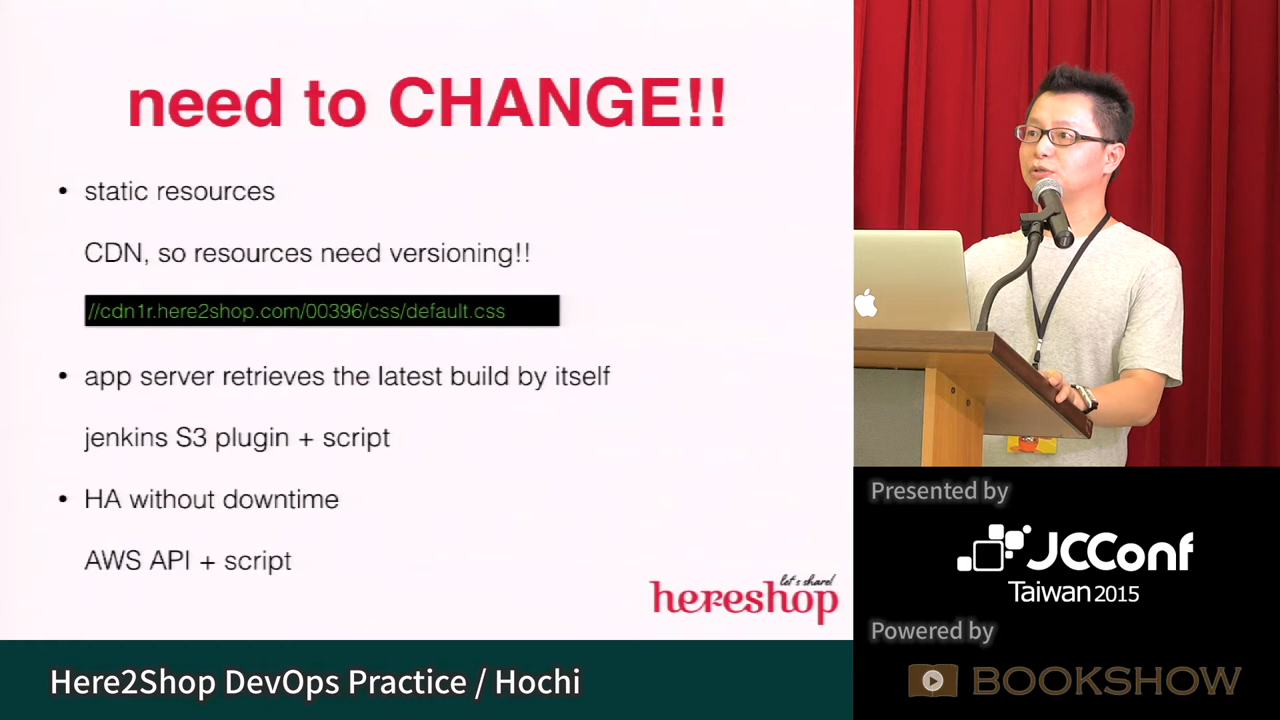 need to CHANGE!!
• static resources
CDN, so resources need versioning!!
//cdn1r.here2shop.com/00396/css/default.css
• app server retrieves the latest build by itself
jenkins S3 plugin + script
• HA without downtime
AWS API + script
let's share!
hereshop
Presented by
JCConf
Taiwan 2015
Powered by
BOOKSHOW
Here2Shop DevOps Practice / Hochi